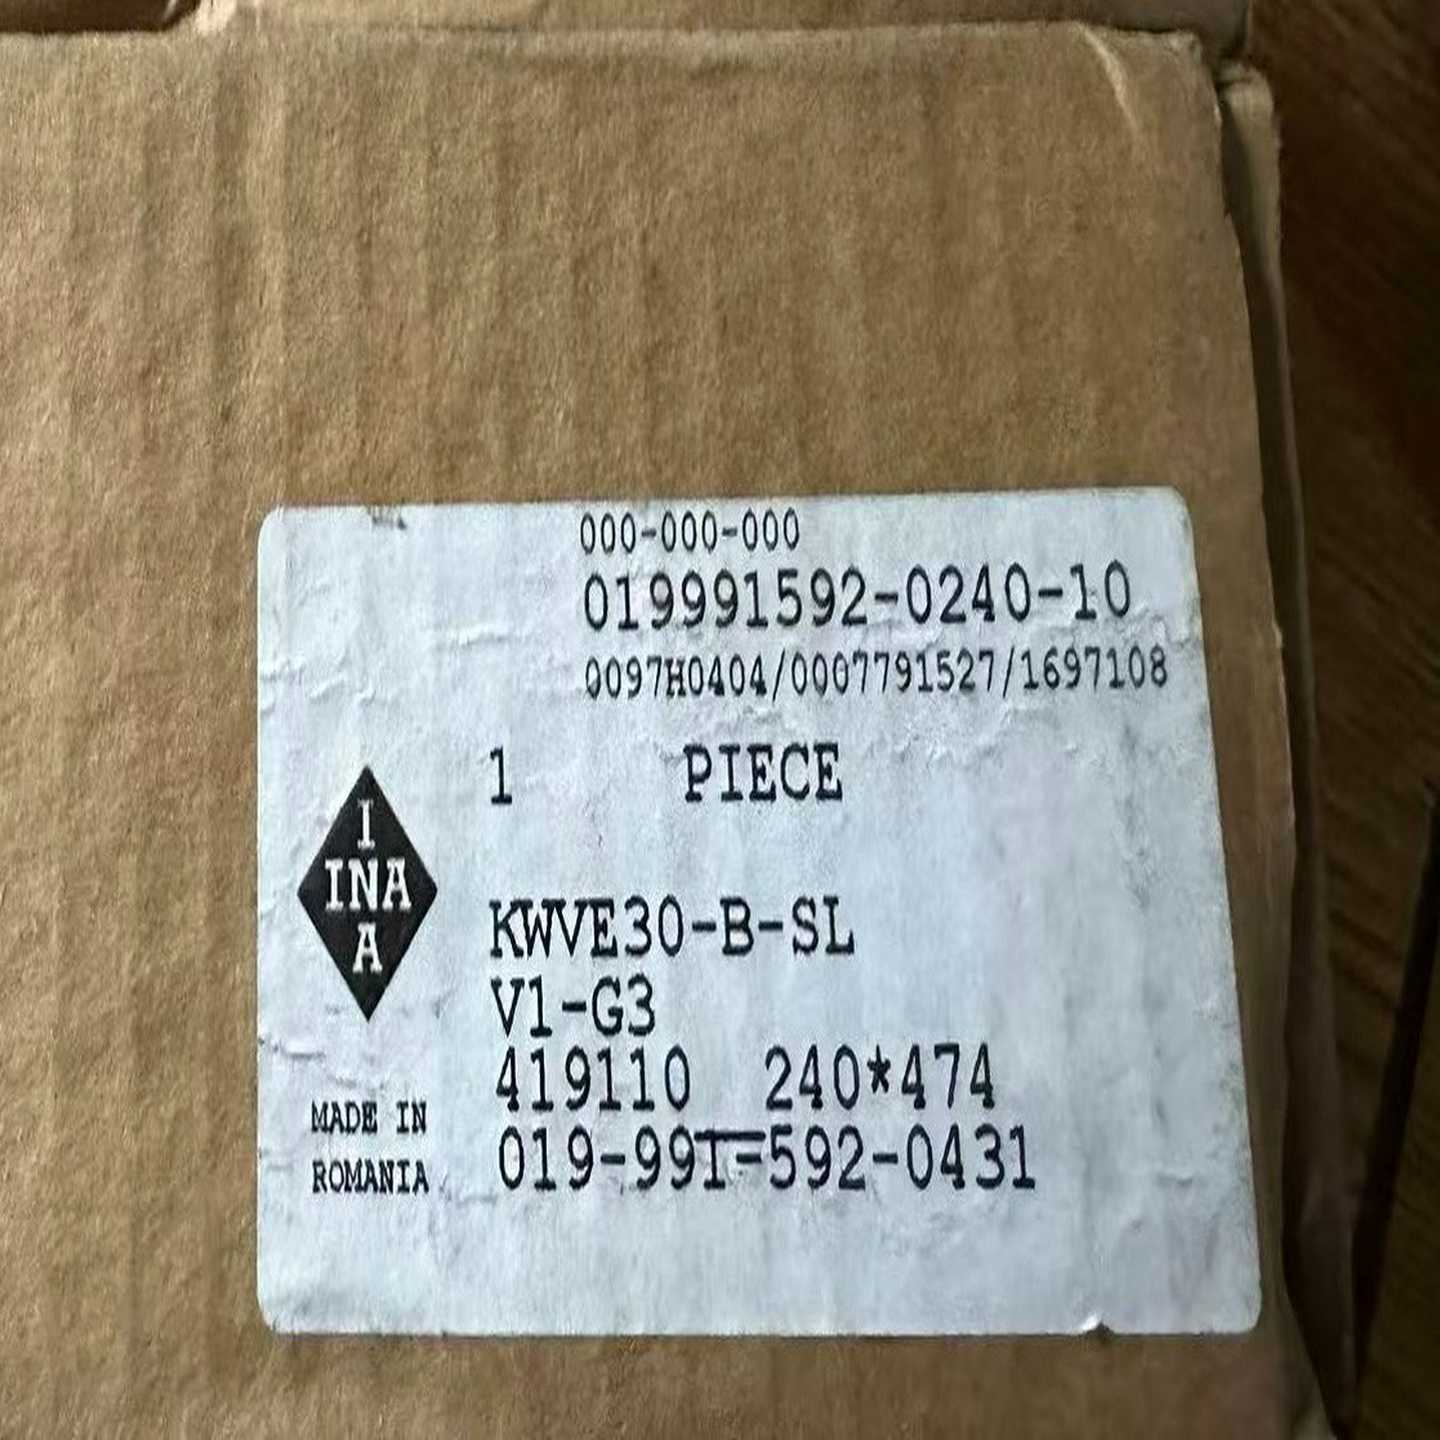 000-000-000
019991592-0240-10
0097H0404/0007791527/1697108
1 PIECE
I
INA
A
KWVE30-B-SL
V1-G3
419110 240*474
019-991-592-0431
MADE IN
ROMANIA